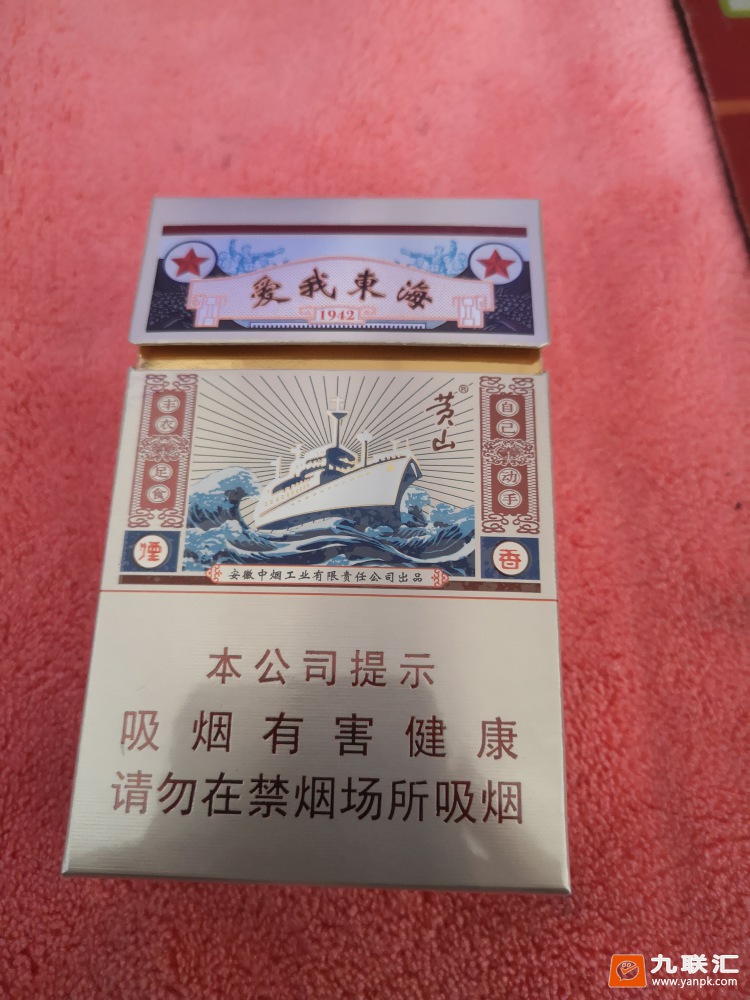 愛我東海
1942
黄山®
丰衣足食
自己动手
煙
香
安徽中烟工业有限责任公司出品
本公司提示
吸烟有害健康
请勿在禁烟场所吸烟
九联汇
www.yanpk.com